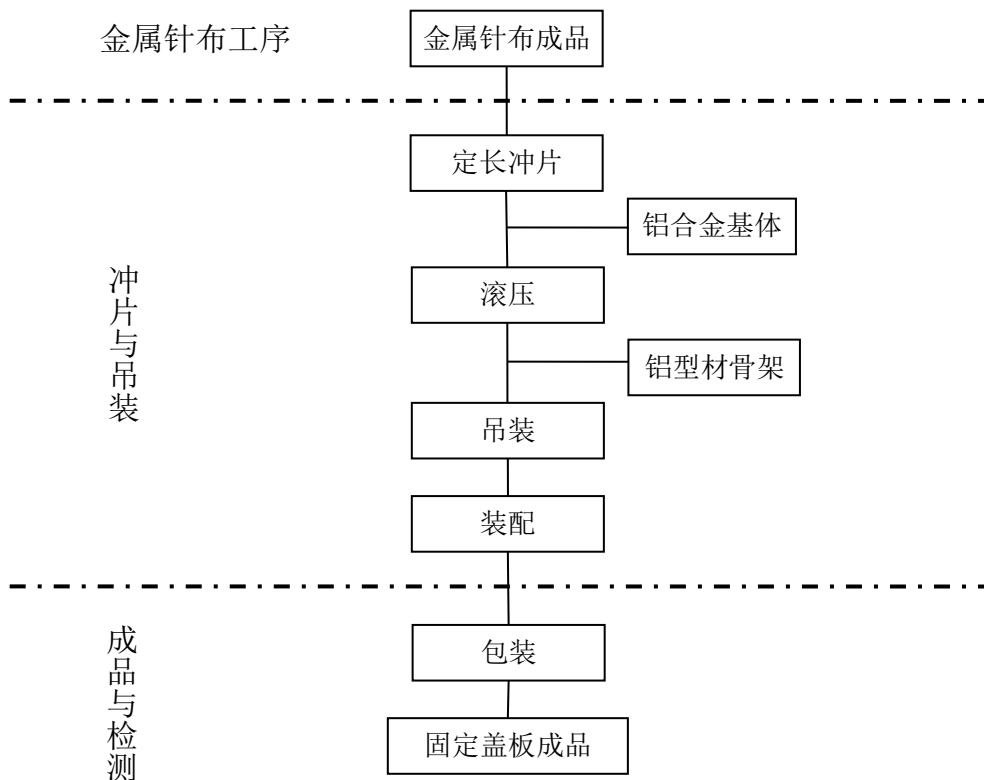 金属针布工序
金属针布成品
定长冲片
铝合金基体
冲片与吊装
滚压
铝型材骨架
吊装
装配
成品与检测
包装
固定盖板成品